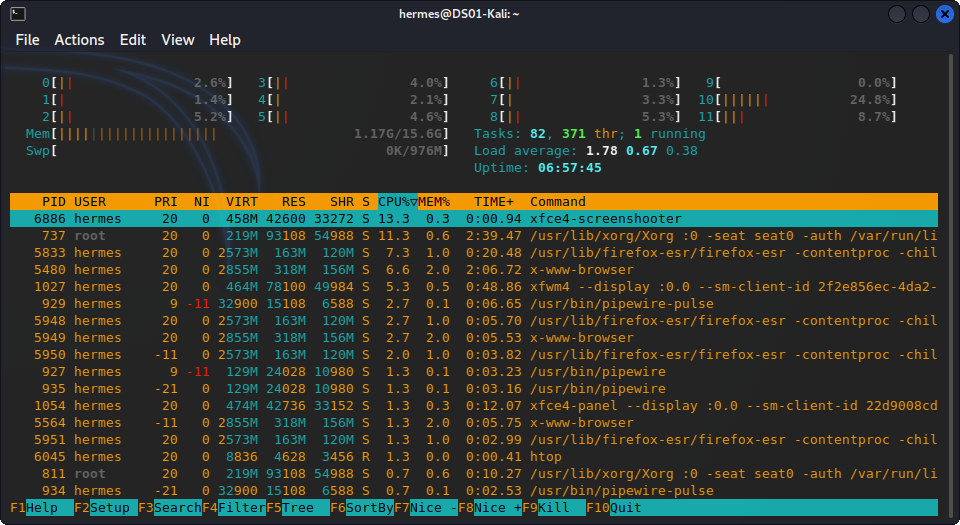 hermes@DS01-Kali: ~
File Actions Edit View Help
0[|| 2.6%] 3[|| 4.0%] 6[|| 1.3%] 9[ 0.0%]
1[| 1.4%] 4[| 2.1%] 7[| 3.3%] 10[|||||| 24.8%]
2[|| 5.2%] 5[|| 4.6%] 8[|| 5.3%] 11[||| 8.7%]
Mem[|||||||||||||||||||| 1.17G/15.6G] Tasks: 82, 371 thr; 1 running
Swp[ 0K/976M] Load average: 1.78 0.67 0.38
Uptime: 06:57:45
PID USER PRI NI VIRT RES SHR S CPU%▽MEM% TIME+ Command
6886 hermes 20 0 458M 42600 33272 S 13.3 0.3 0:00.94 xfce4-screenshooter
737 root 20 0 219M 93108 54988 S 11.3 0.6 2:39.47 /usr/lib/xorg/Xorg :0 -seat seat0 -auth /var/run/li
5833 hermes 20 0 2573M 163M 120M S 7.3 1.0 0:20.48 /usr/lib/firefox-esr/firefox-esr -contentproc -chil
5480 hermes 20 0 2855M 318M 156M S 6.6 2.0 2:06.72 x-www-browser
1027 hermes 20 0 464M 78100 49984 S 5.3 0.5 0:48.86 xfwm4 --display :0.0 --sm-client-id 2f2e856ec-4da2-
929 hermes 9 -11 32900 15108 6588 S 2.7 0.1 0:06.65 /usr/bin/pipewire-pulse
5948 hermes 20 0 2573M 163M 120M S 2.7 1.0 0:05.70 /usr/lib/firefox-esr/firefox-esr -contentproc -chil
5949 hermes 20 0 2855M 318M 156M S 2.7 2.0 0:05.53 x-www-browser
5950 hermes -11 0 2573M 163M 120M S 2.0 1.0 0:03.82 /usr/lib/firefox-esr/firefox-esr -contentproc -chil
927 hermes 9 -11 129M 24028 10980 S 1.3 0.1 0:03.23 /usr/bin/pipewire
935 hermes -21 0 129M 24028 10980 S 1.3 0.1 0:03.16 /usr/bin/pipewire
1054 hermes 20 0 474M 42736 33152 S 1.3 0.3 0:12.07 xfce4-panel --display :0.0 --sm-client-id 22d9008cd
5564 hermes -11 0 2855M 318M 156M S 1.3 2.0 0:05.75 x-www-browser
5951 hermes 20 0 2573M 163M 120M S 1.3 1.0 0:02.99 /usr/lib/firefox-esr/firefox-esr -contentproc -chil
6045 hermes 20 0 8836 4628 3456 R 1.3 0.0 0:00.41 htop
811 root 20 0 219M 93108 54988 S 0.7 0.6 0:10.27 /usr/lib/xorg/Xorg :0 -seat seat0 -auth /var/run/li
934 hermes -21 0 32900 15108 6588 S 0.7 0.1 0:02.53 /usr/bin/pipewire-pulse
F1Help F2Setup F3SearchF4FilterF5Tree F6SortByF7Nice -F8Nice +F9Kill F10Quit